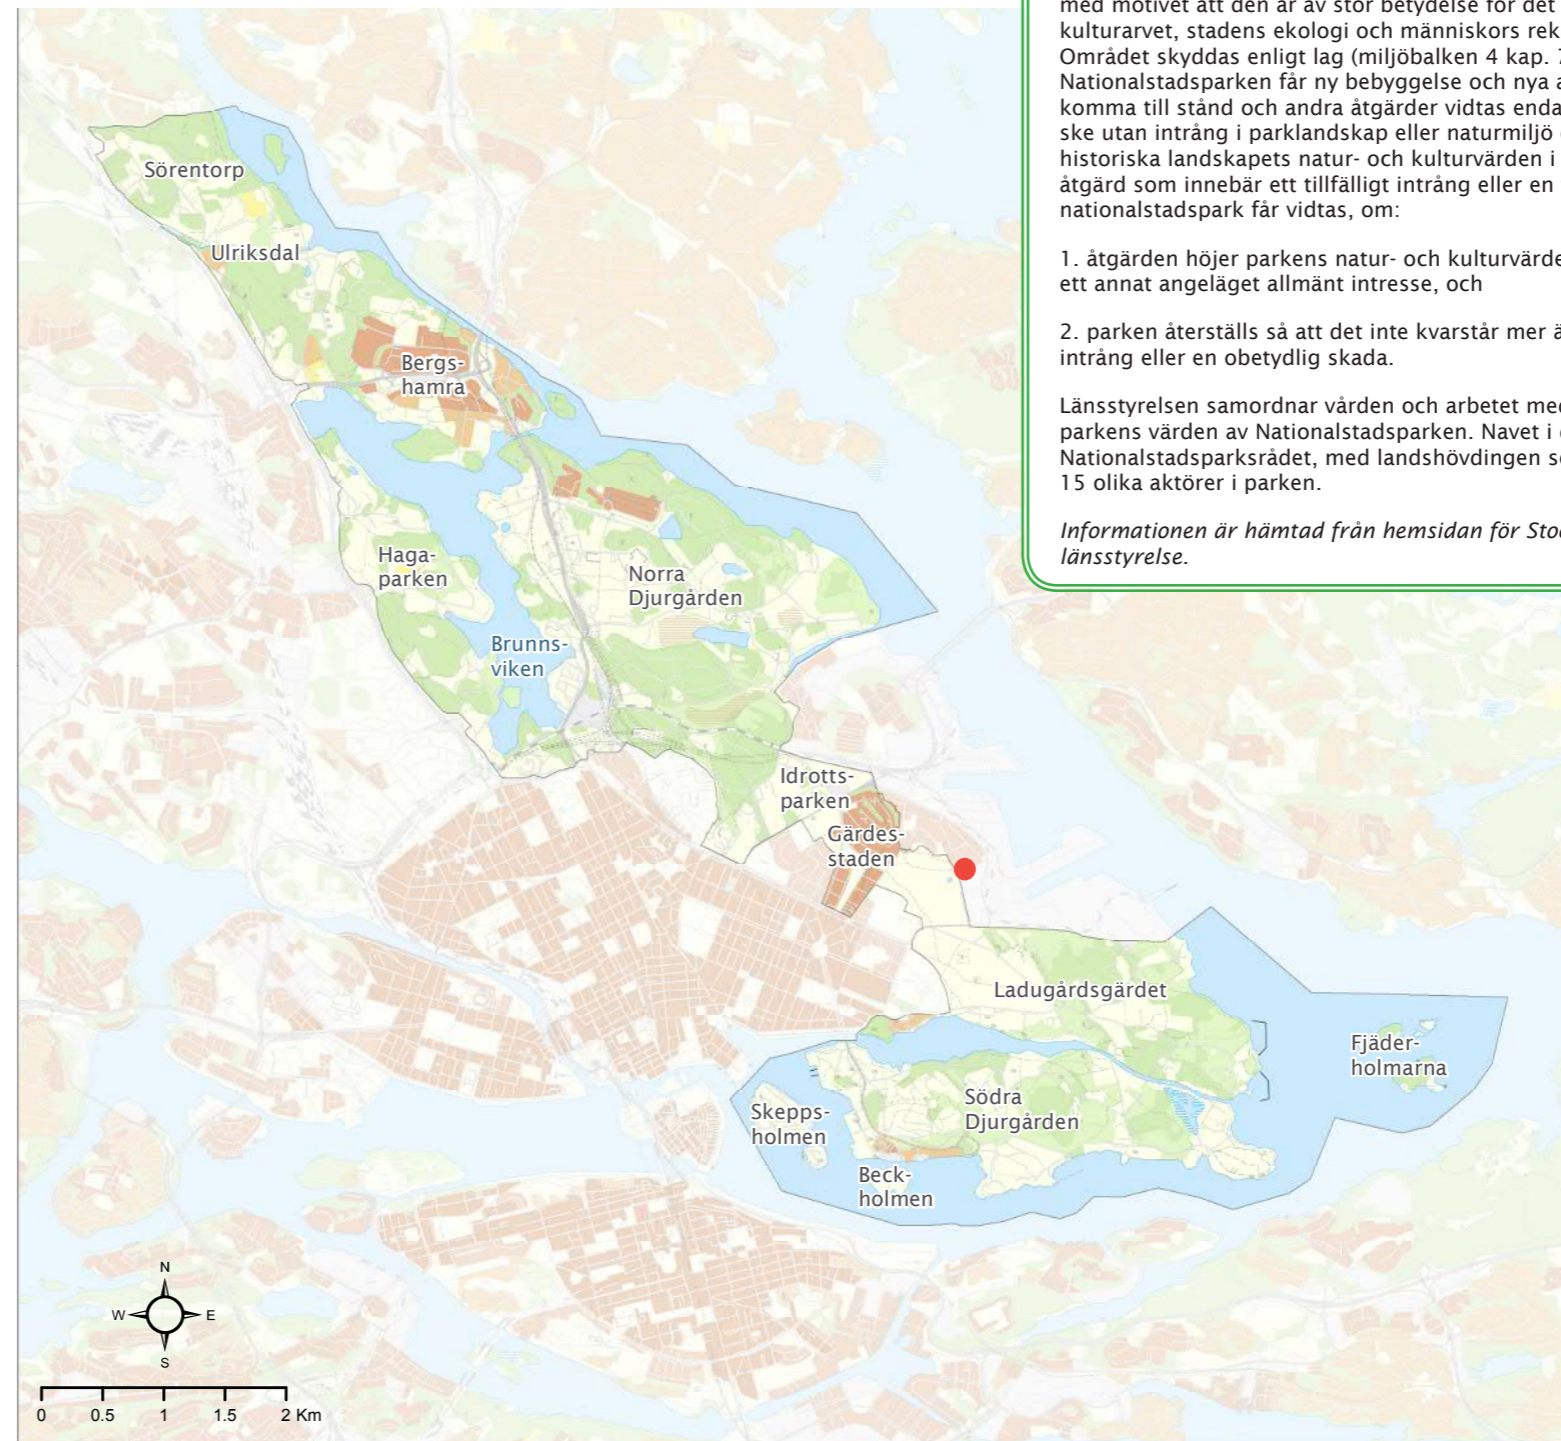 med motivet att den är av stor betydelse för det
kulturarvet, stadens ekologi och människors rek
Området skyddas enligt lag (miljöbalken 4 kap. 7
Nationalstadsparken får ny bebyggelse och nya a
komma till stånd och andra åtgärder vidtas enda
ske utan intrång i parklandskap eller naturmiljö
historiska landskapets natur- och kulturvärden i
åtgärd som innebär ett tillfälligt intrång eller en
nationalstadspark får vidtas, om:
1. åtgärden höjer parkens natur- och kulturvärde
ett annat angeläget allmänt intresse, och
2. parken återställs så att det inte kvarstår mer ä
intrång eller en obetydlig skada.
Länsstyrelsen samordnar vården och arbetet med
parkens värden av Nationalstadsparken. Navet i
Nationalstadsparksrådet, med landshövdingen so
15 olika aktörer i parken.
Informationen är hämtad från hemsidan för Stoc
länsstyrelse.
Sörentorp
Ulriksdal
Bergs-
hamra
Haga-
parken
Norra
Djurgården
Brunns-
viken
Idrotts-
parken
Gärdes-
staden
Ladugårdsgärdet
Fjäder-
holmarna
Södra
Djurgården
Skepps-
holmen
Beck-
holmen
N
W E
S
0 0.5 1 1.5 2 Km